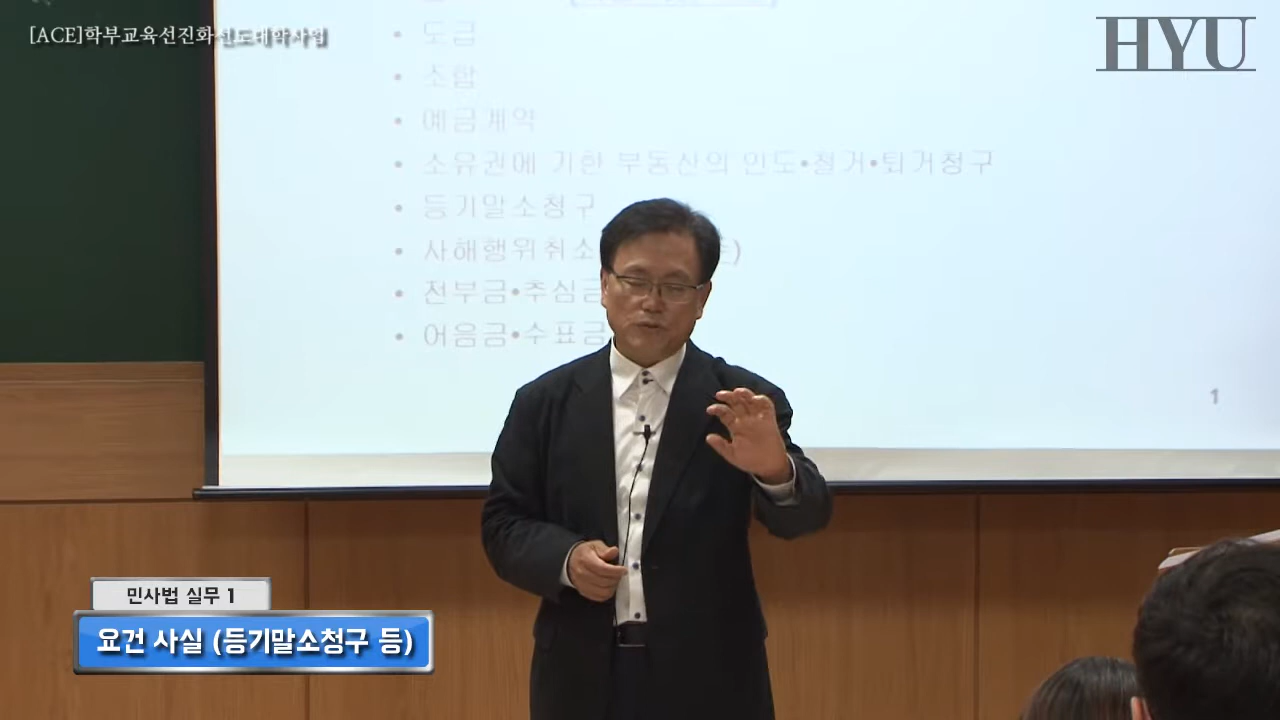 [ACE]학부교육선진화선도대학사업
HYU
• 도급
• 조합
• 예금계약
• 소유권에 기한 부동산의 인도•철거•퇴거청구
• 등기말소청구
• 사해행위취소
• 전부금•추심금
• 어음금•수표금
1
민사법 실무 1
요건 사실 (등기말소청구 등)